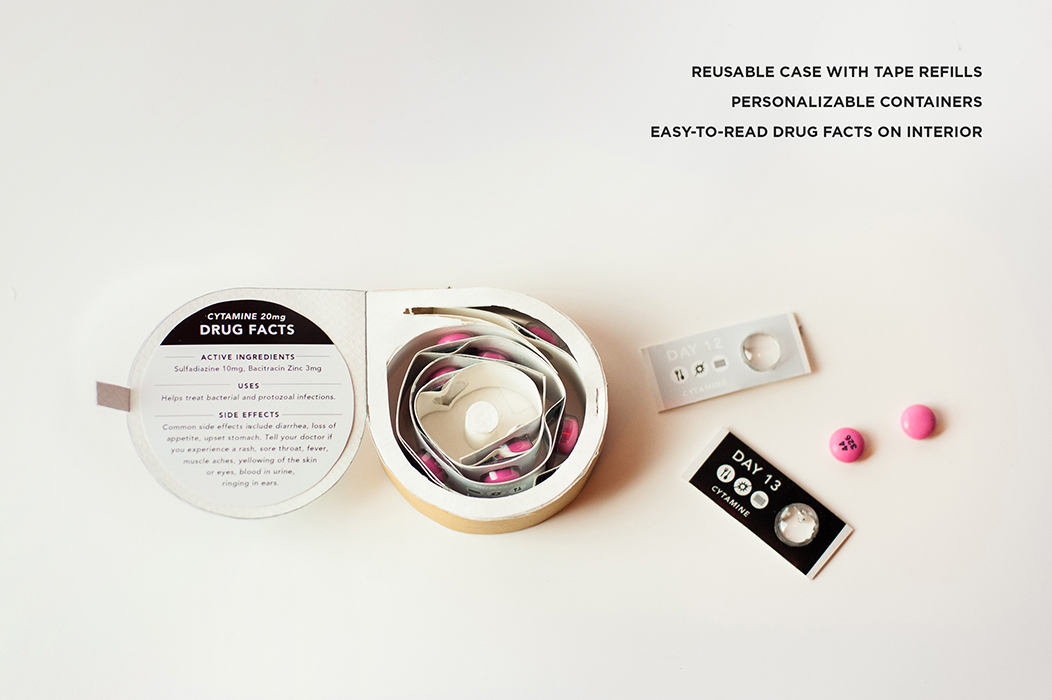 REUSABLE CASE WITH TAPE REFILLS
PERSONALIZABLE CONTAINERS
EASY-TO-READ DRUG FACTS ON INTERIOR
CYTAMINE 20mg
DRUG FACTS
ACTIVE INGREDIENTS
Sulfadiazine 10mg, Bacitracin Zinc 3mg
USES
Helps treat bacterial and protozoal infections.
SIDE EFFECTS
Common side effects include diarrhea, loss of
appetite, upset stomach. Tell your doctor if
you experience a rash, sore throat, fever,
muscle aches, yellowing of the skin
or eyes, blood in urine,
ringing in ears.
DAY 12
CYTAMINE
DAY 13
CYTAMINE